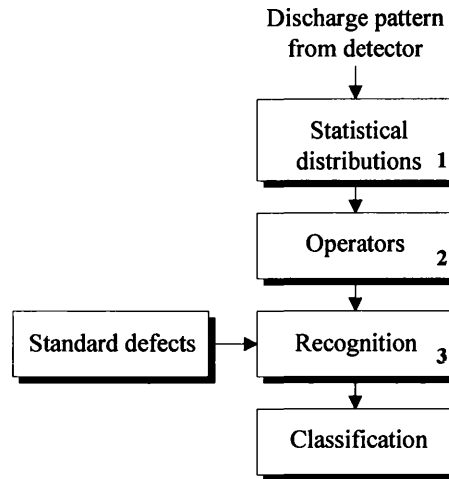 Discharge pattern
from detector
Statistical
distributions 1
Operators
2
Standard defects
Recognition
3
Classification